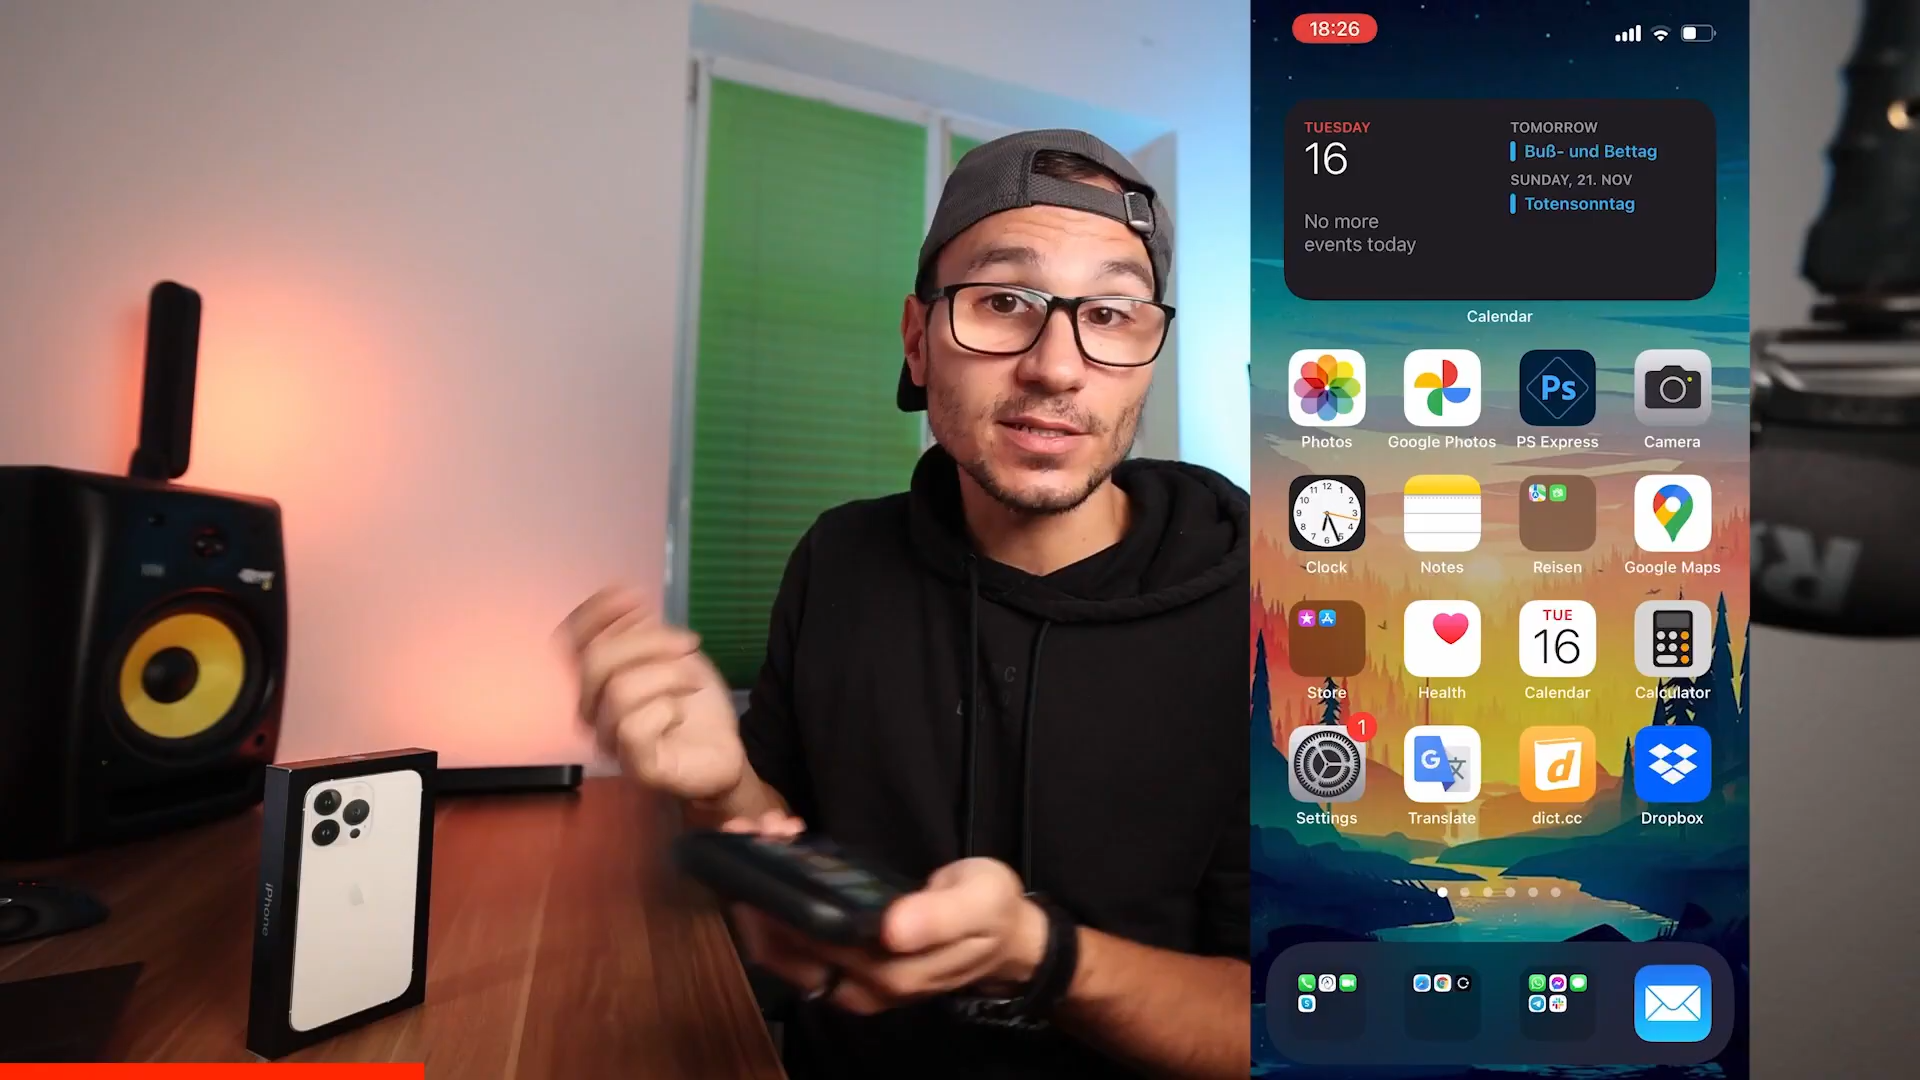 18:26
TUESDAY
16
No more
events today
TOMORROW
Buß- und Bettag
SUNDAY, 21. NOV
Totensonntag
Calendar
Ps
Photos
Google Photos
PS Express
Camera
Clock
Notes
Reisen
Google Maps
TUE
16
Store
Health
Calendar
Calculator
1
G
d
Settings
Translate
dict.cc
Dropbox
iPhone